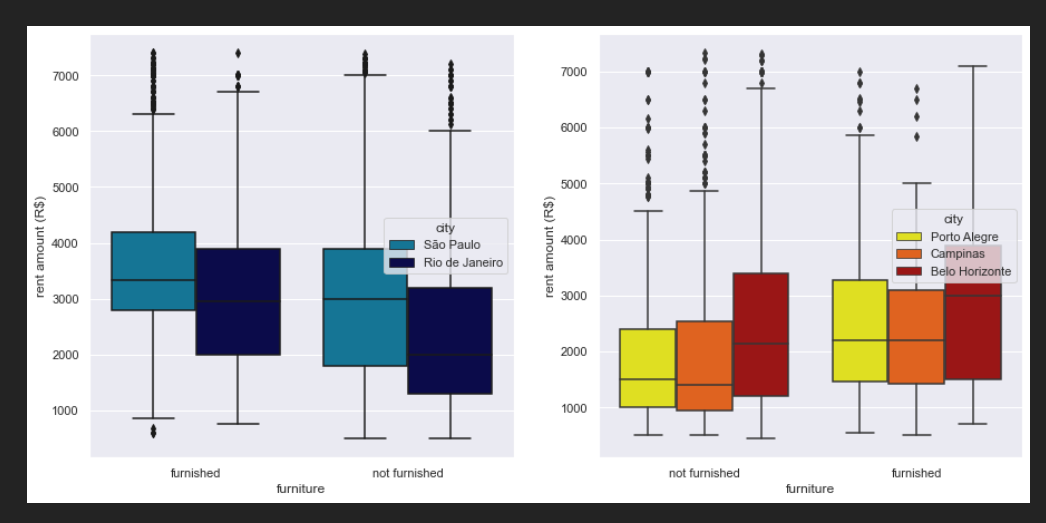 7000
6000
5000
4000
3000
2000
1000
rent amount (R$)
city
São Paulo
Rio de Janeiro
furnished
not furnished
furniture
7000
6000
5000
4000
3000
2000
1000
rent amount (R$)
city
Porto Alegre
Campinas
Belo Horizonte
not furnished
furnished
furniture